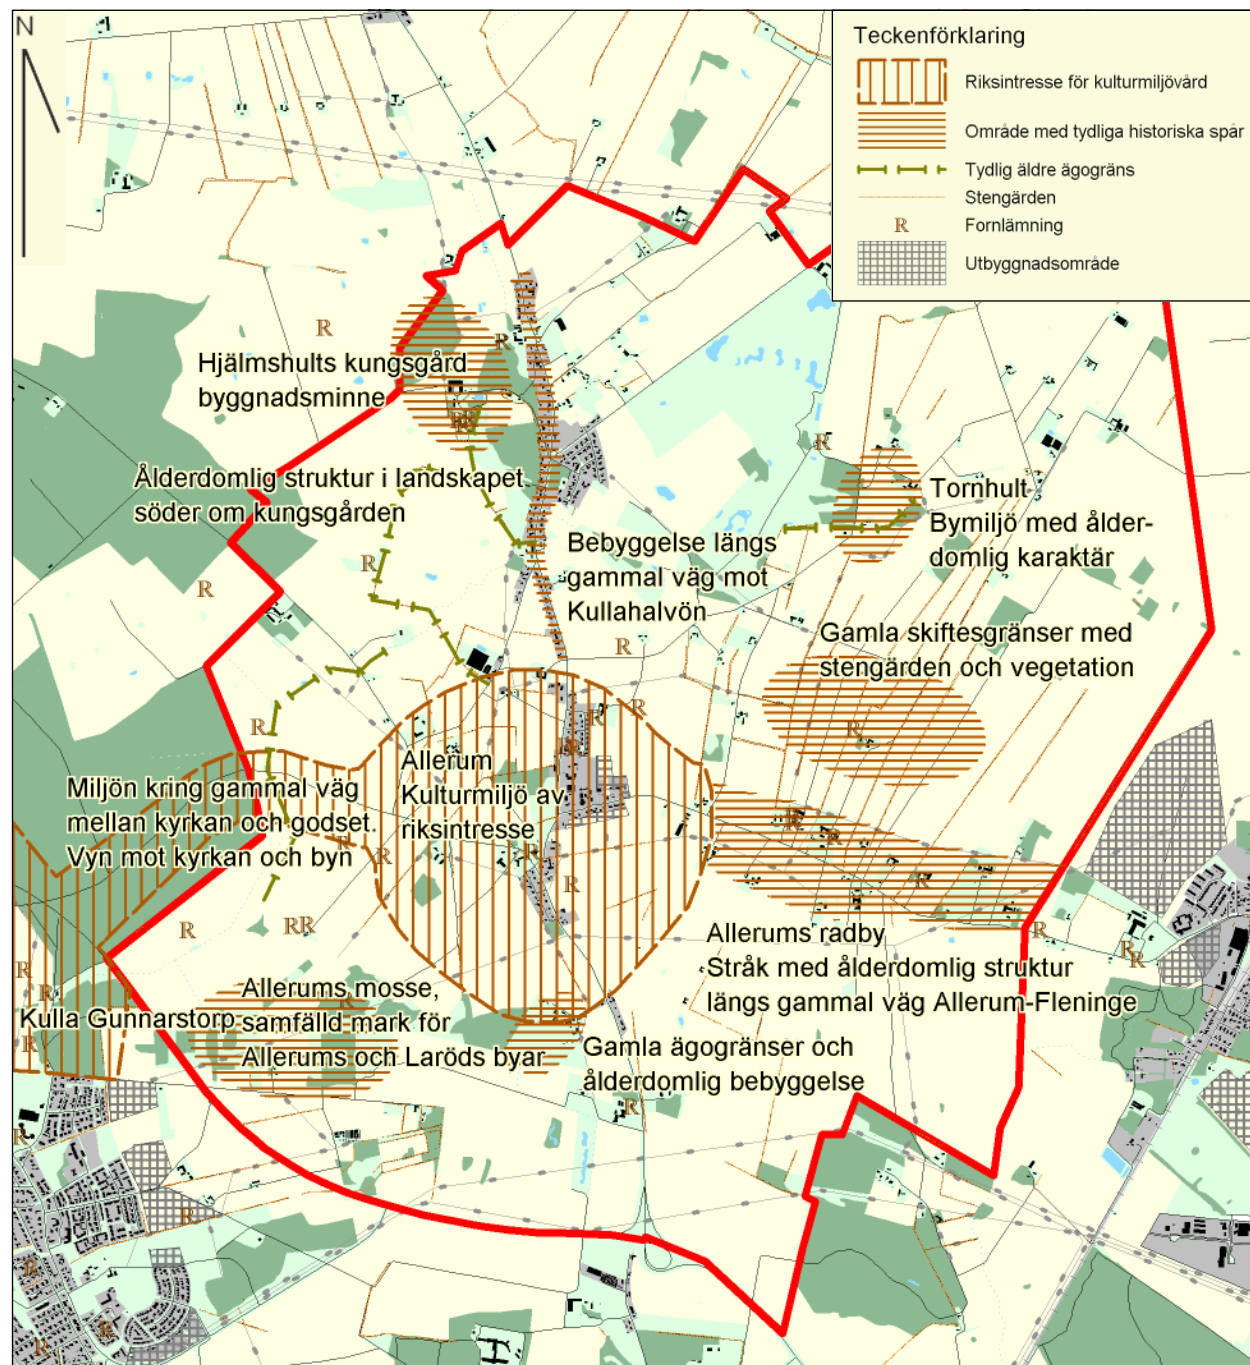 N
Teckenförklaring
Riksintresse för kulturmiljövård
Område med tydliga historiska spår
Tydlig äldre ägogräns
Stengärden
R Fornlämning
Utbyggnadsområde
Hjälmshults kungsgård
byggnadsminne
Ålderdomlig struktur i landskapet
söder om kungsgården
Bebyggelse längs
gammal väg mot
Kullahalvön
Tornhult
Bymiljö med ålder-
domlig karaktär
Gamla skiftesgränser med
stengärden och vegetation
Allerum
Kulturmiljö av
riksintresse
Miljön kring gammal väg
mellan kyrkan och godset.
Vyn mot kyrkan och byn
Allerums radby
Stråk med ålderdomlig struktur
längs gammal väg Allerum-Fleninge
Kulla Gunnarstorp
Allerums mosse,
samfälld mark för
Allerums och Laröds byar
Gamla ägogränser och
ålderdomlig bebyggelse